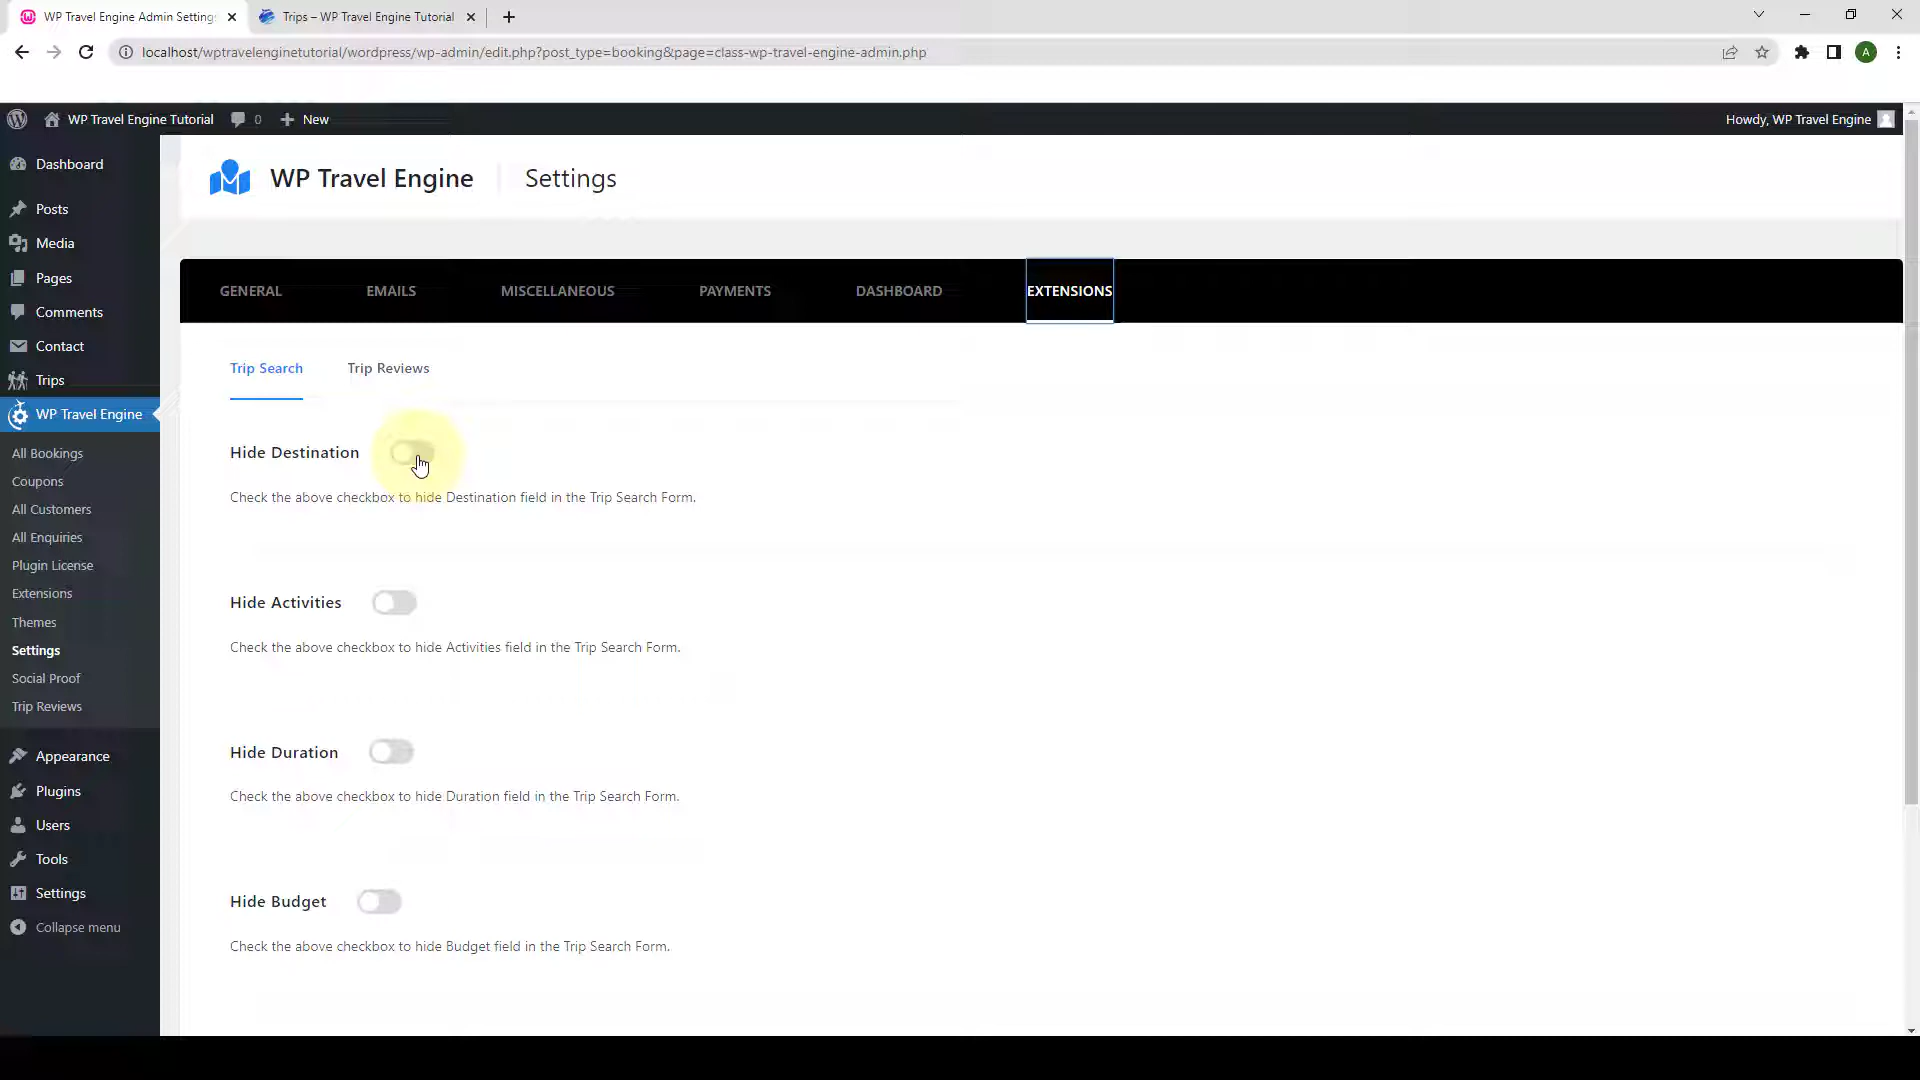 WP Travel Engine Admin Settings
Trips – WP Travel Engine Tutorial
localhost/wptravelenginetutorial/wordpress/wp-admin/edit.php?post_type=booking&page=class-wp-travel-engine-admin.php
A
WP Travel Engine Tutorial
0
New
Howdy, WP Travel Engine
Dashboard
Posts
Media
Pages
Comments
Contact
Trips
WP Travel Engine
All Bookings
Coupons
All Customers
All Enquiries
Plugin License
Extensions
Themes
Settings
Social Proof
Trip Reviews
Appearance
Plugins
Users
Tools
Settings
Collapse menu
WP Travel Engine
Settings
GENERAL
EMAILS
MISCELLANEOUS
PAYMENTS
DASHBOARD
EXTENSIONS
Trip Search
Trip Reviews
Hide Destination
Check the above checkbox to hide Destination field in the Trip Search Form.
Hide Activities
Check the above checkbox to hide Activities field in the Trip Search Form.
Hide Duration
Check the above checkbox to hide Duration field in the Trip Search Form.
Hide Budget
Check the above checkbox to hide Budget field in the Trip Search Form.